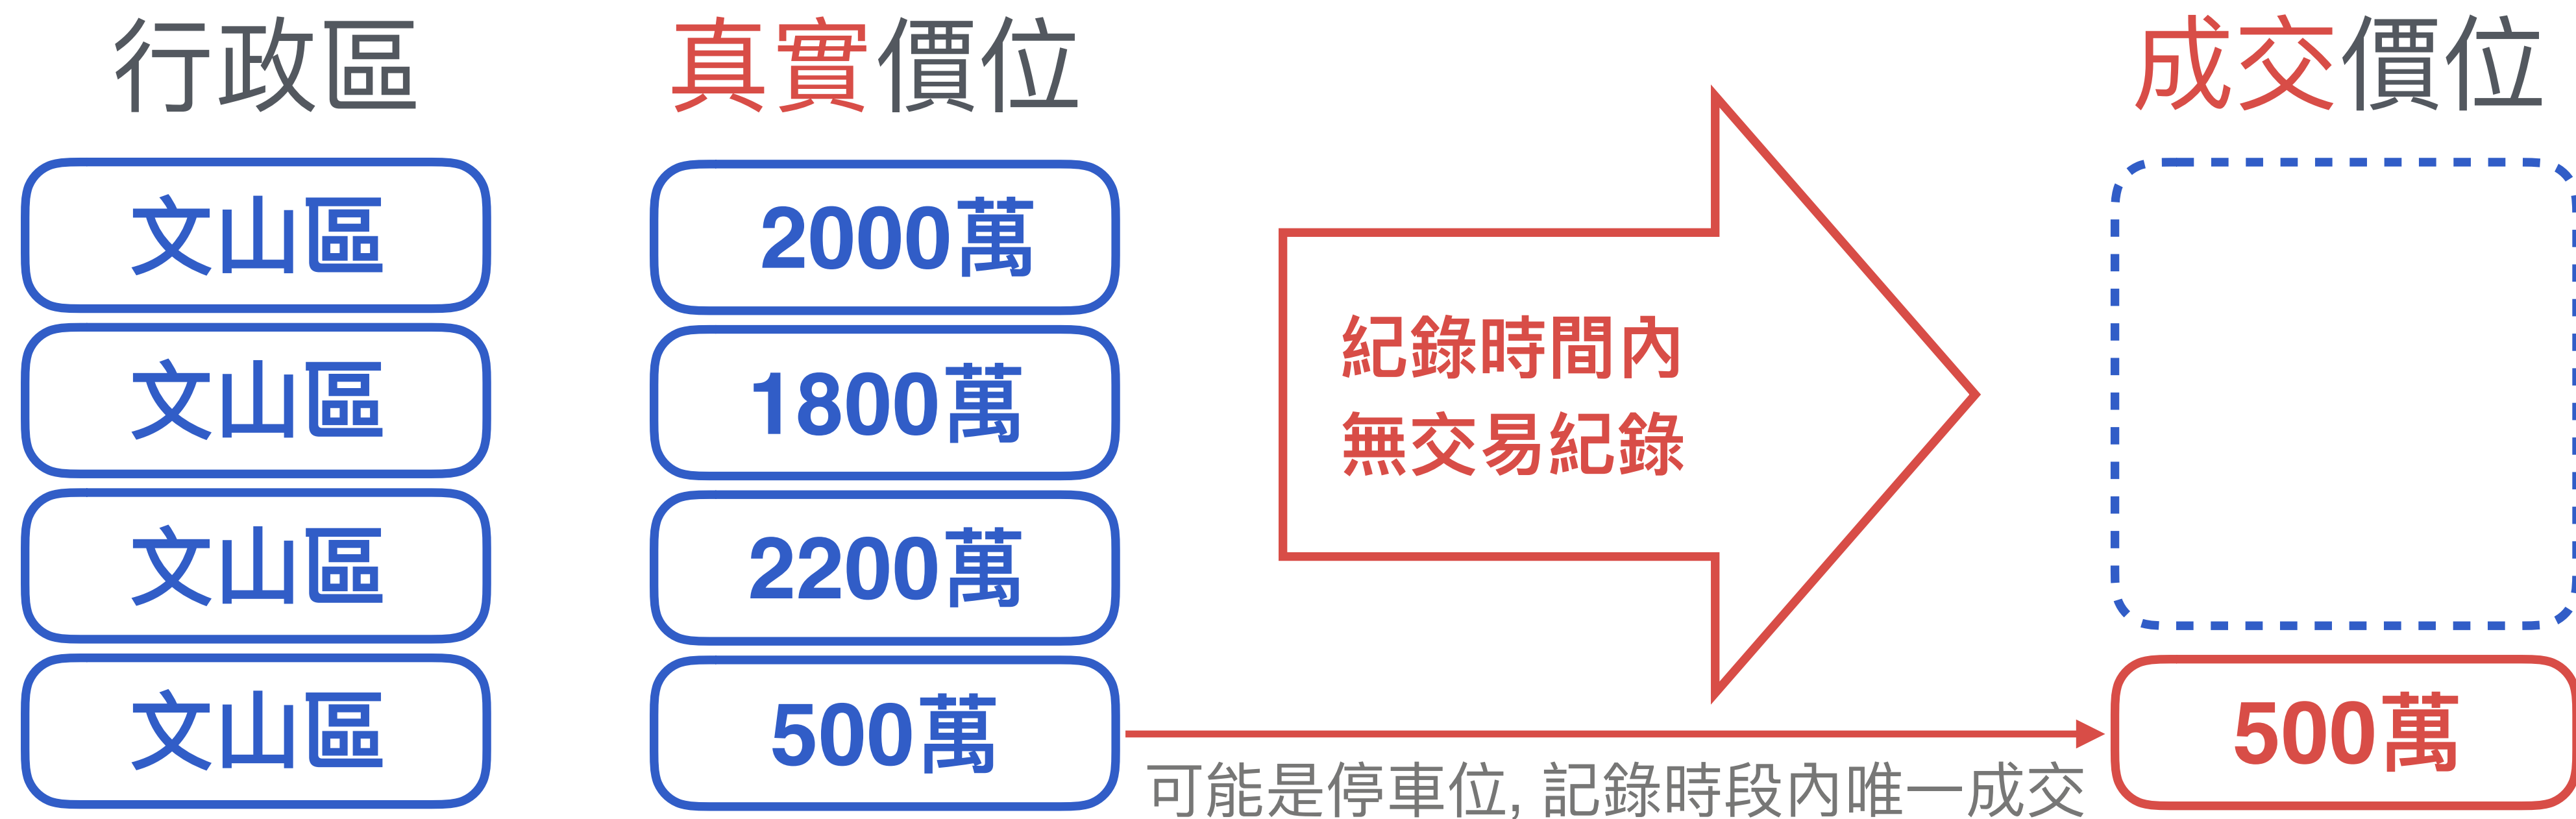 行政區 真實價位 成交價位
文山區 2000萬
文山區 1800萬
紀錄時間內
無交易紀錄
文山區 2200萬
文山區 500萬 500萬
可能是停車位, 記錄時段內唯一成交